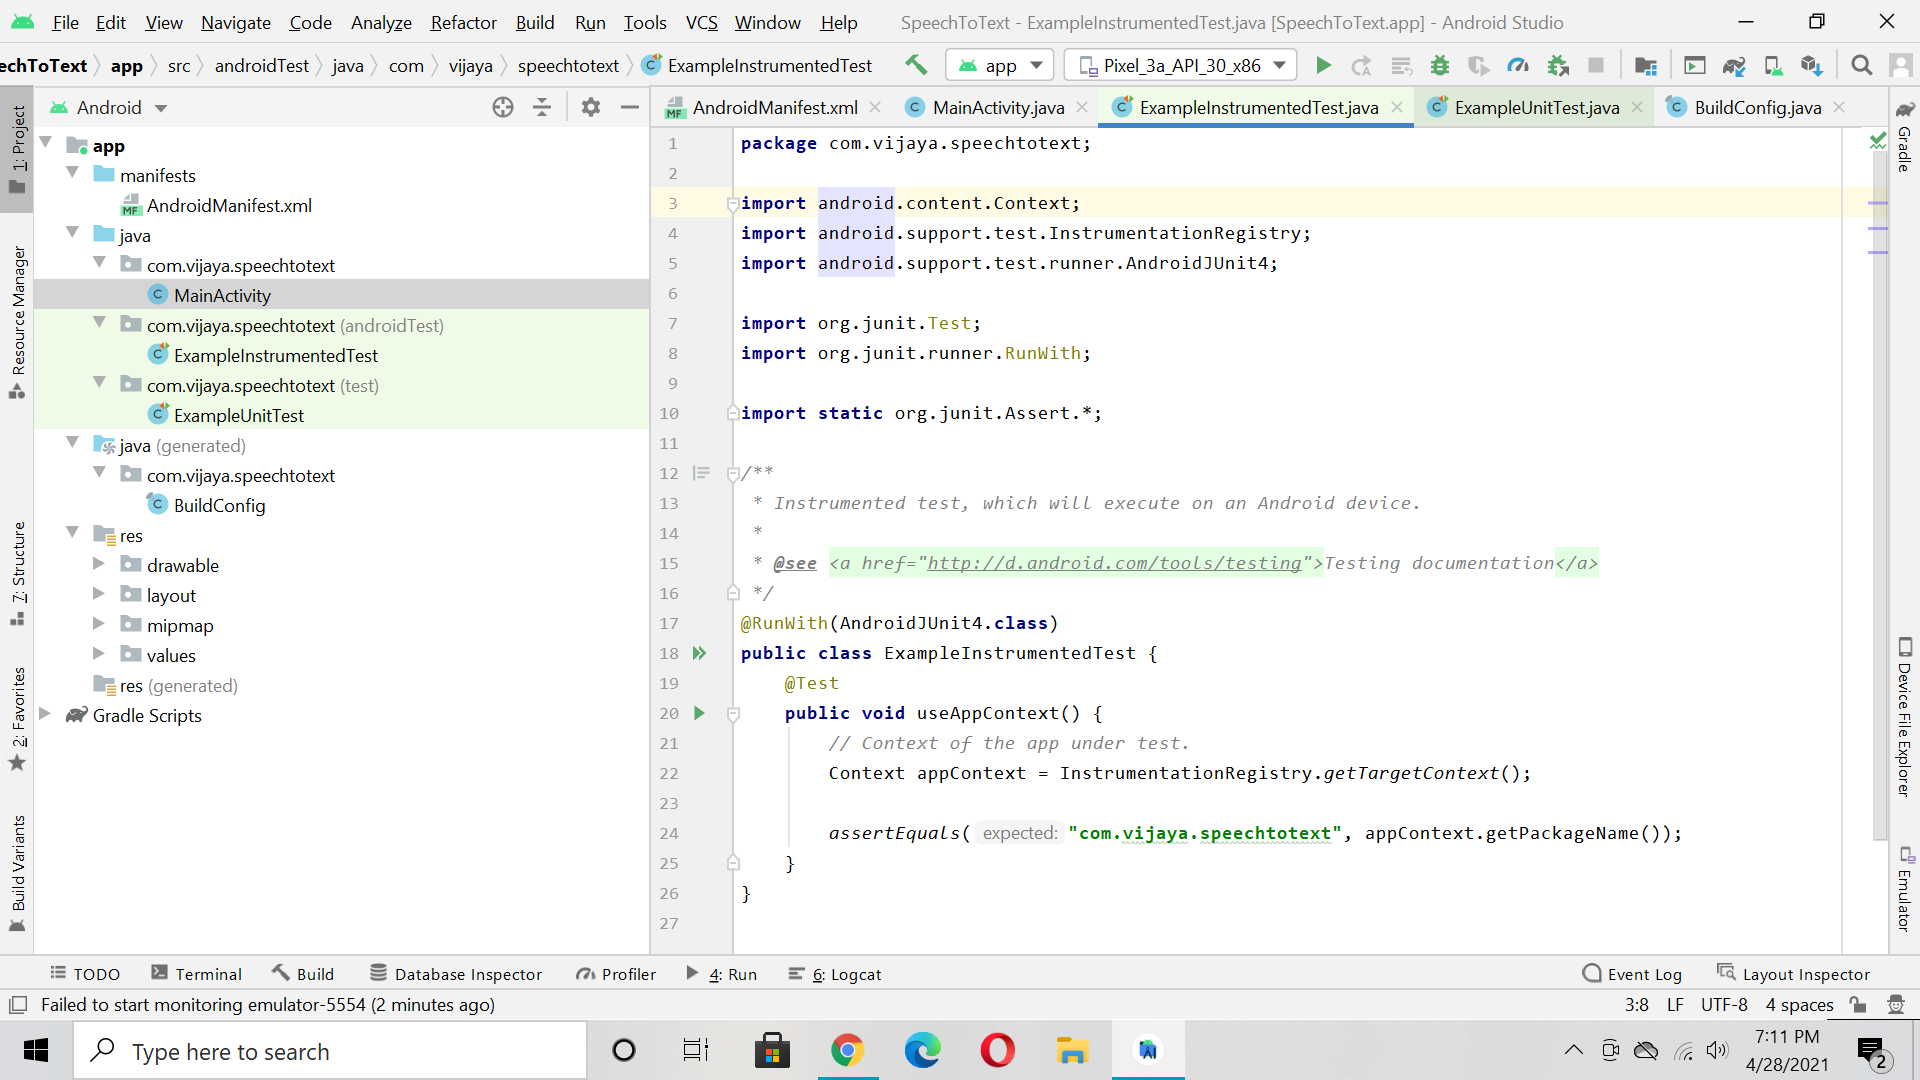 File Edit View Navigate Code Analyze Refactor Build Run Tools VCS Window Help SpeechToText - ExampleInstrumentedTest.java [SpeechToText.app] - Android Studio
echToText app src androidTest java com vijaya speechtotext ExampleInstrumentedTest app Pixel_3a_API_30_x86
Android
AndroidManifest.xml MainActivity.java ExampleInstrumentedTest.java ExampleUnitTest.java BuildConfig.java
1: Project
Resource Manager
7: Structure
2: Favorites
Build Variants
app
manifests
MF AndroidManifest.xml
java
com.vijaya.speechtotext
MainActivity
com.vijaya.speechtotext (androidTest)
ExampleInstrumentedTest
com.vijaya.speechtotext (test)
ExampleUnitTest
java (generated)
com.vijaya.speechtotext
BuildConfig
res
drawable
layout
mipmap
values
res (generated)
Gradle Scripts
1 package com.vijaya.speechtotext;
2
3 import android.content.Context;
4 import android.support.test.InstrumentationRegistry;
5 import android.support.test.runner.AndroidJUnit4;
6
7 import org.junit.Test;
8 import org.junit.runner.RunWith;
9
10 import static org.junit.Assert.*;
11
12 /**
13 * Instrumented test, which will execute on an Android device.
14 *
15 * @see <a href="http://d.android.com/tools/testing">Testing documentation</a>
16 */
17 @RunWith(AndroidJUnit4.class)
18 public class ExampleInstrumentedTest {
19 @Test
20 public void useAppContext() {
21 // Context of the app under test.
22 Context appContext = InstrumentationRegistry.getTargetContext();
23
24 assertEquals( expected: "com.vijaya.speechtotext", appContext.getPackageName());
25 }
26 }
27
Gradle
Device File Explorer
Emulator
TODO Terminal Build Database Inspector Profiler 4: Run 6: Logcat Event Log Layout Inspector
Failed to start monitoring emulator-5554 (2 minutes ago) 3:8 LF UTF-8 4 spaces
Type here to search
7:11 PM
4/28/2021
2